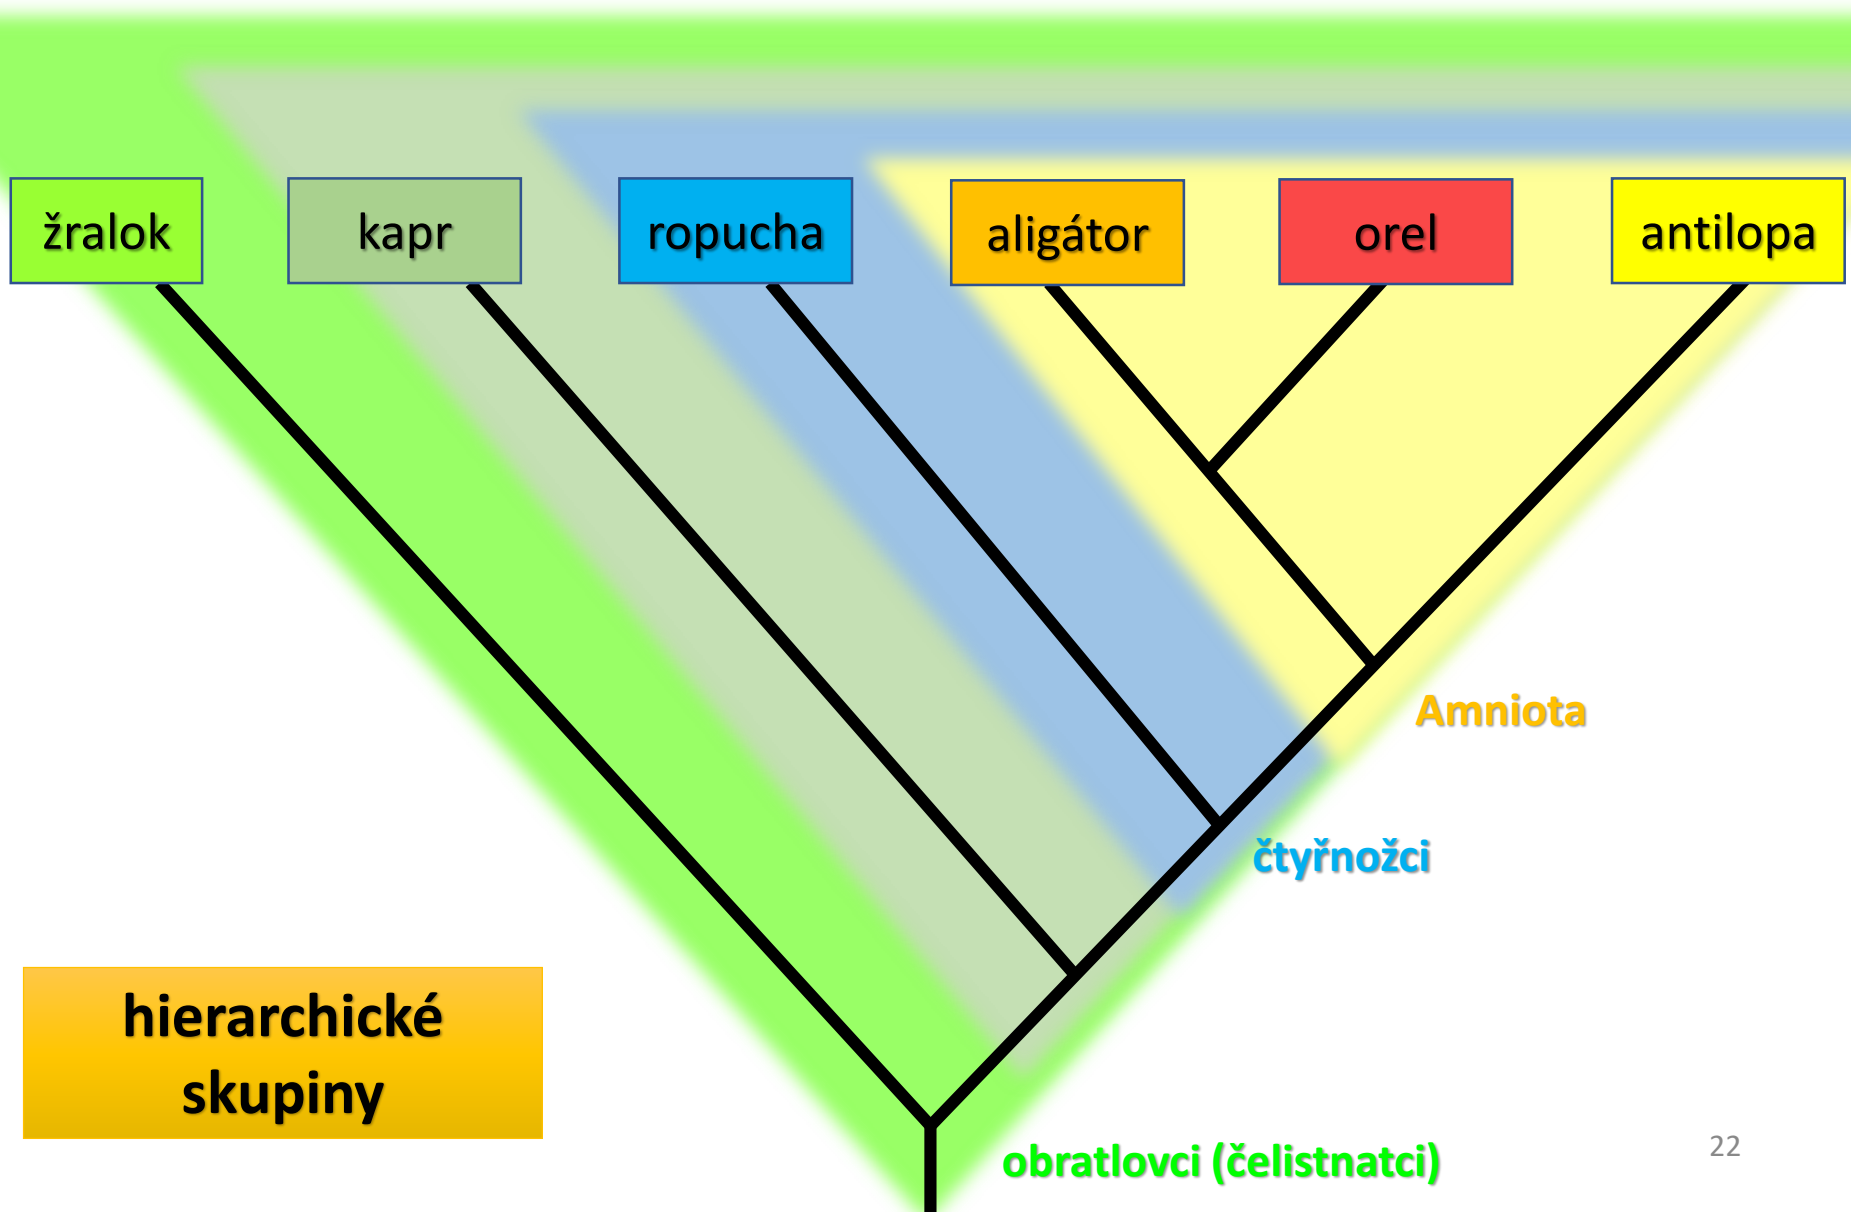 žralok
kapr
ropucha
aligátor
orel
antilopa
Amniota
čtyřnožci
hierarchické
skupiny
obratlovci (čelistnatci)
22